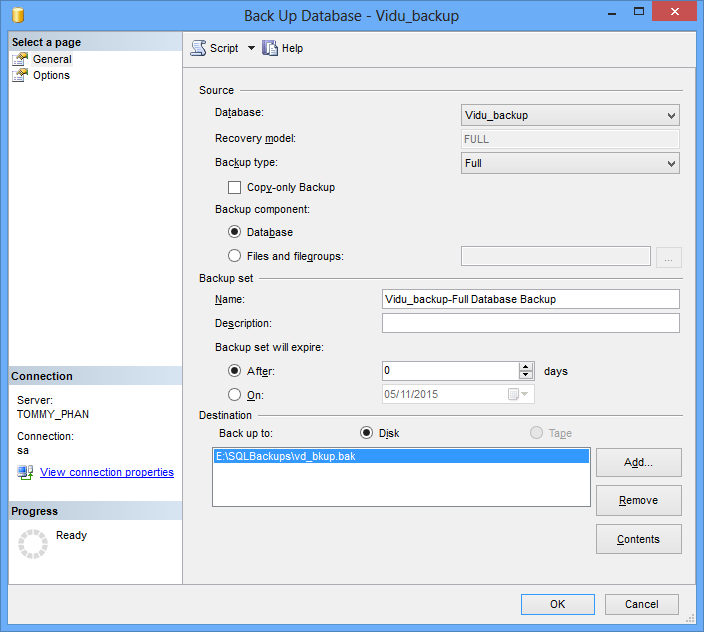 Back Up Database - Vidu_backup
Select a page
General
Options
Script
Help
Source
Database:
Vidu_backup
Recovery model:
FULL
Backup type:
Full
Copy-only Backup
Backup component:
Database
Files and filegroups:
...
Backup set
Name:
Vidu_backup-Full Database Backup
Description:
Backup set will expire:
After:
0
days
On:
05/11/2015
Destination
Back up to:
Disk
Tape
E:\SQLBackups\vd_bkup.bak
Add...
Remove
Contents
Connection
Server:
TOMMY_PHAN
Connection:
sa
View connection properties
Progress
Ready
OK
Cancel